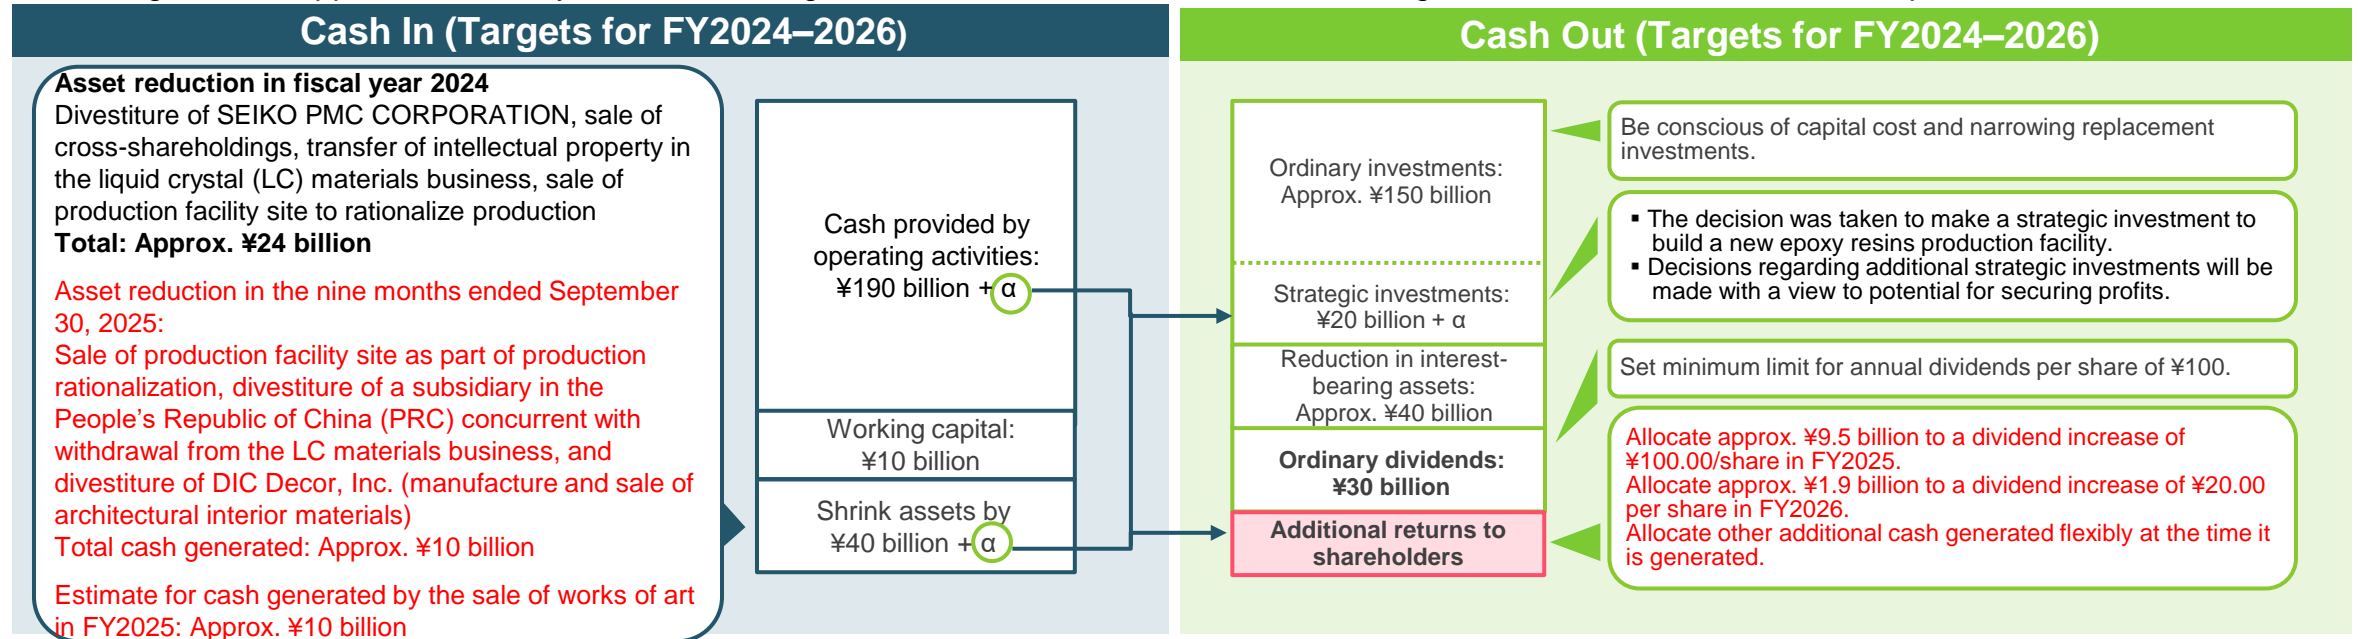 Cash In (Targets for FY2024–2026)
Asset reduction in fiscal year 2024
Divestiture of SEIKO PMC CORPORATION, sale of
cross-shareholdings, transfer of intellectual property in
the liquid crystal (LC) materials business, sale of
production facility site to rationalize production
Total: Approx. ¥24 billion
Asset reduction in the nine months ended September
30, 2025:
Sale of production facility site as part of production
rationalization, divestiture of a subsidiary in the
People’s Republic of China (PRC) concurrent with
withdrawal from the LC materials business, and
divestiture of DIC Decor, Inc. (manufacture and sale of
architectural interior materials)
Total cash generated: Approx. ¥10 billion
Estimate for cash generated by the sale of works of art
in FY2025: Approx. ¥10 billion
Cash provided by
operating activities:
¥190 billion + α
Working capital:
¥10 billion
Shrink assets by
¥40 billion + α
Cash Out (Targets for FY2024–2026)
Ordinary investments:
Approx. ¥150 billion
Strategic investments:
¥20 billion + α
Reduction in interest-
bearing assets:
Approx. ¥40 billion
Ordinary dividends:
¥30 billion
Additional returns to
shareholders
Be conscious of capital cost and narrowing replacement
investments.
▪ The decision was taken to make a strategic investment to
build a new epoxy resins production facility.
▪ Decisions regarding additional strategic investments will be
made with a view to potential for securing profits.
Set minimum limit for annual dividends per share of ¥100.
Allocate approx. ¥9.5 billion to a dividend increase of
¥100.00/share in FY2025.
Allocate approx. ¥1.9 billion to a dividend increase of ¥20.00
per share in FY2026.
Allocate other additional cash generated flexibly at the time it
is generated.